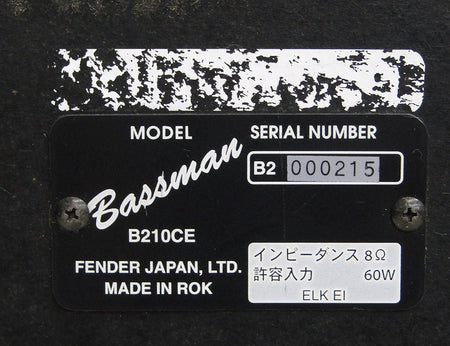 MODEL SERIAL NUMBER
Bassman B2 000215
B210CE
FENDER JAPAN, LTD.
MADE IN ROK
インピーダンス 8Ω
許容入力 60W
ELK EI